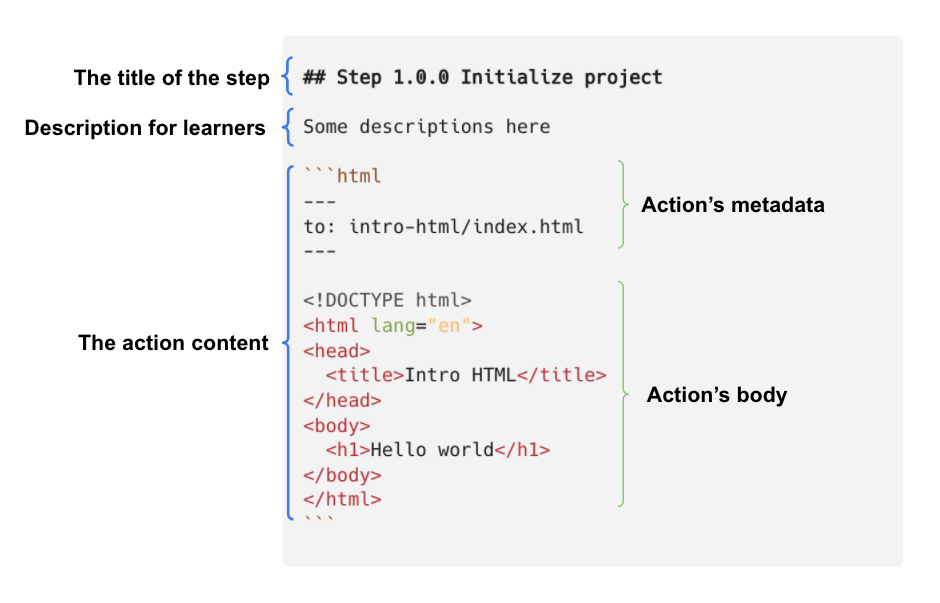 The title of the step
## Step 1.0.0 Initialize project
Description for learners
Some descriptions here
```html
---
to: intro-html/index.html
---
Action’s metadata
The action content
<!DOCTYPE html>
<html lang="en">
<head>
  <title>Intro HTML</title>
</head>
<body>
  <h1>Hello world</h1>
</body>
</html>
```
Action’s body